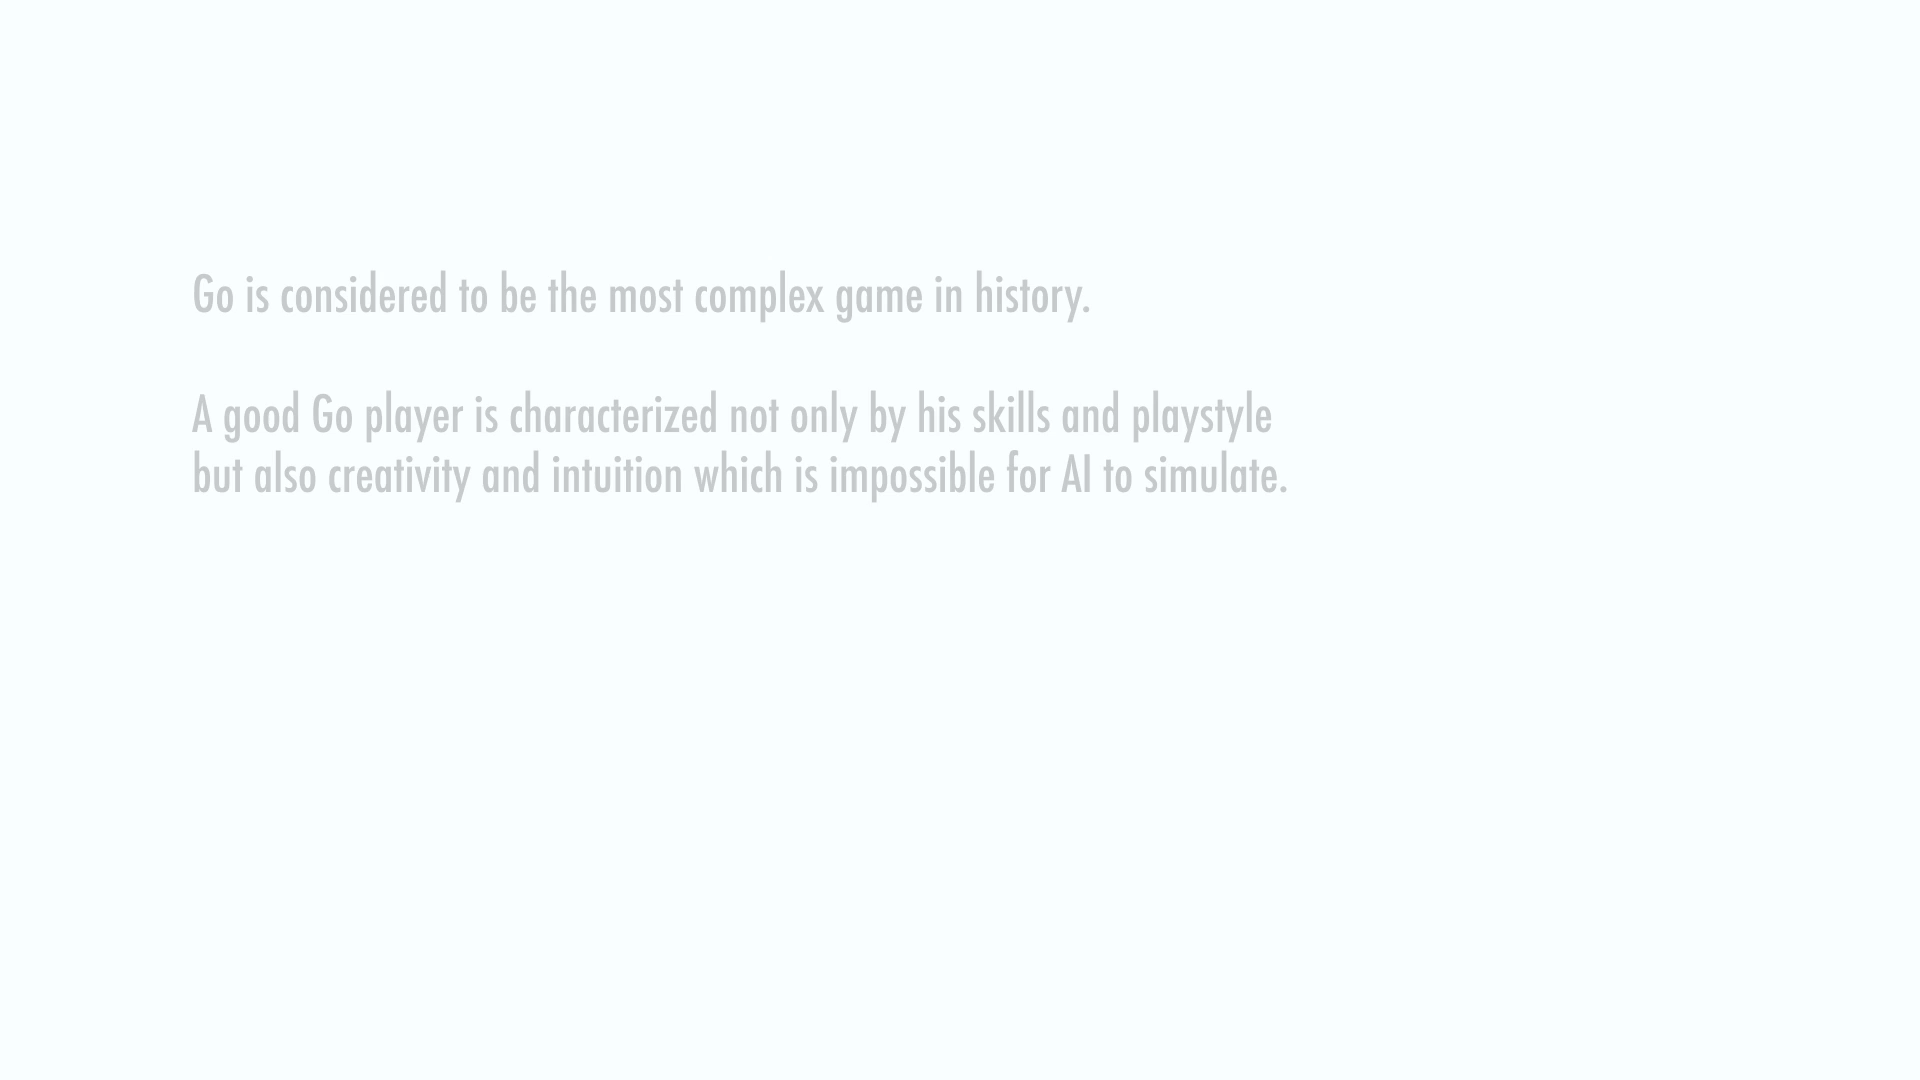 Go is considered to be the most complex game in history.
A good Go player is characterized not only by his skills and playstyle
but also creativity and intuition which is impossible for AI to simulate.